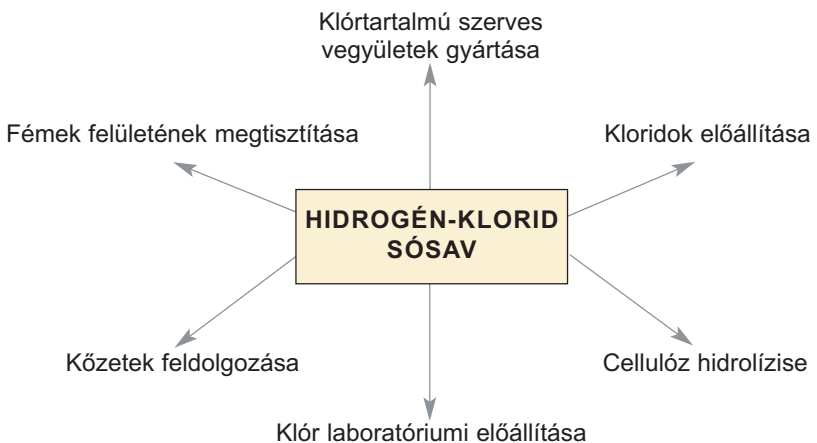 Klórtartalmú szerves
vegyületek gyártása
Fémek felületének megtisztítása
Kloridok előállítása
HIDROGÉN-KLORID
SÓSAV
Kőzetek feldolgozása
Cellulóz hidrolízise
Klór laboratóriumi előállítása